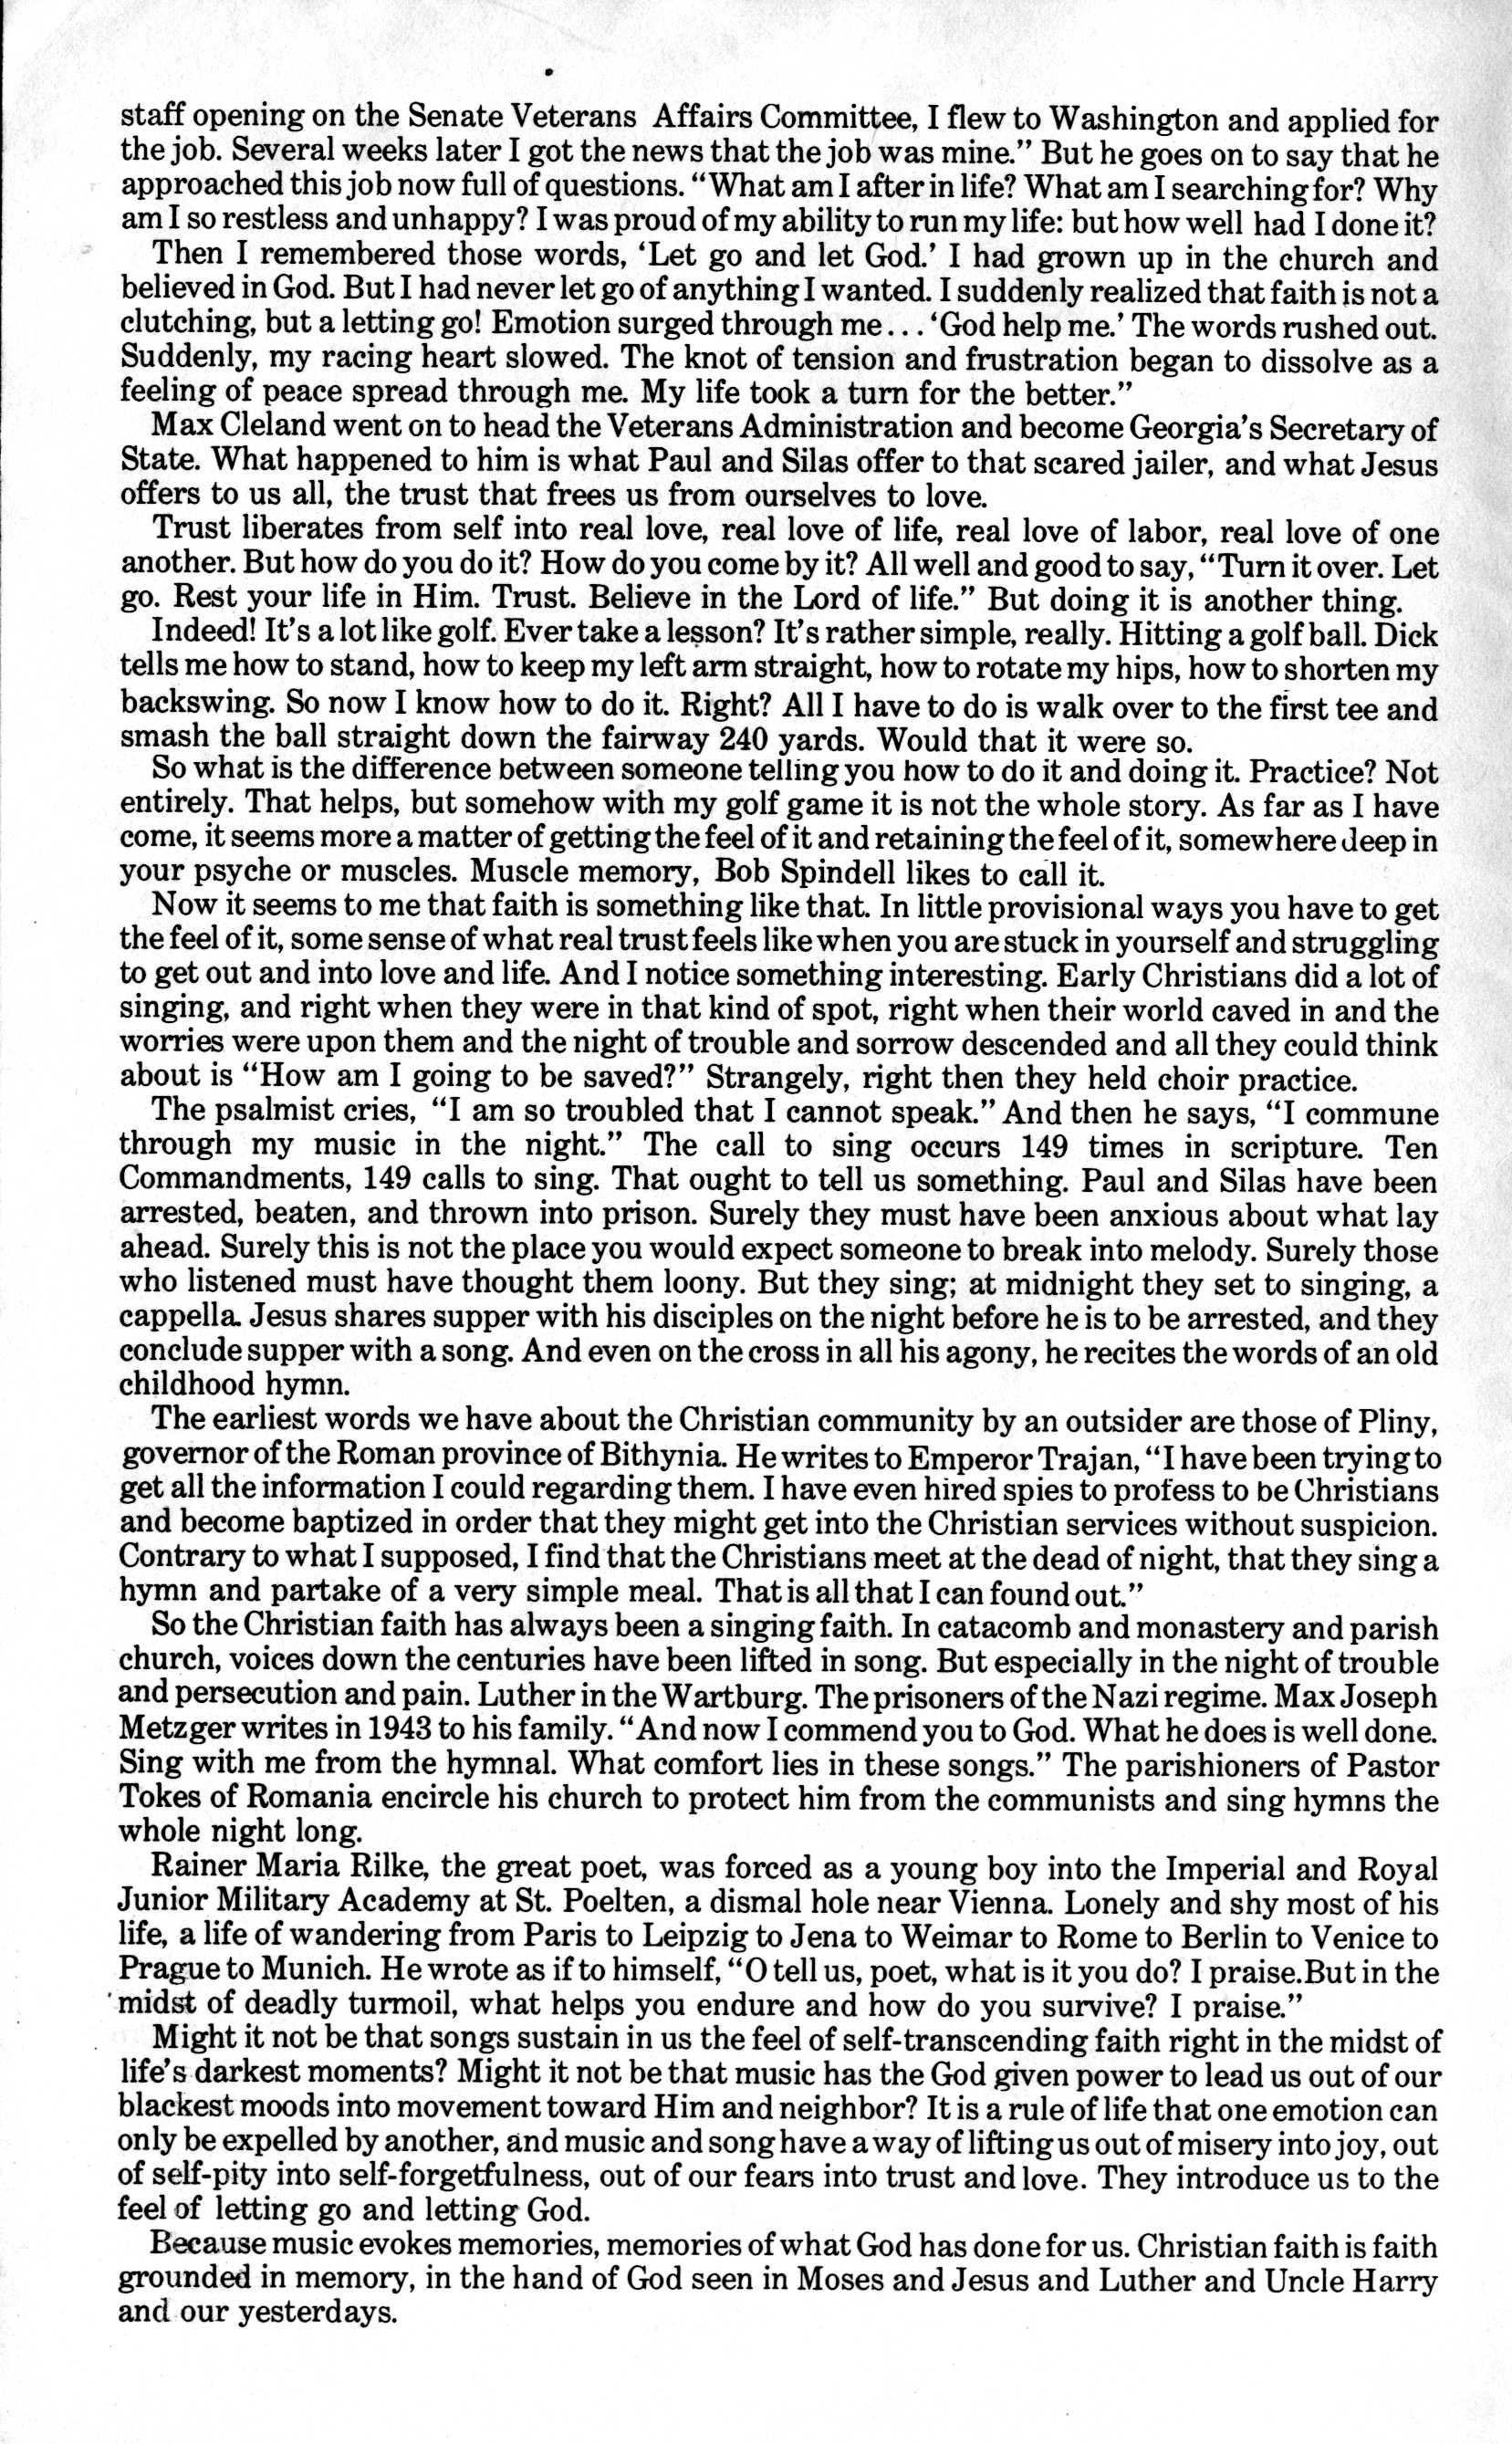 staff opening on the Senate Veterans Affairs Committee, I flew to Washington and applied for
the job. Several weeks later I got the news that the job was mine.” But he goes on to say that he
approached this job now full of questions. “What am I after in life? What am I searching for? Why
am I so restless and unhappy? I was proud of my ability to run my life: but how well had I done it?
Then I remembered those words, ‘Let go and let God.’ I had grown up in the church and
believed in God. But I had never let go of anything I wanted. I suddenly realized that faith is not a
clutching, but a letting go! Emotion surged through me... ‘God help me.’ The words rushed out.
Suddenly, my racing heart slowed. The knot of tension and frustration began to dissolve as a
feeling of peace spread through me. My life took a turn for the better.”
Max Cleland went on to head the Veterans Administration and become Georgia’s Secretary of
State. What happened to him is what Paul and Silas offer to that scared jailer, and what Jesus
offers to us all, the trust that frees us from ourselves to love.
Trust liberates from self into real love, real love of life, real love of labor, real love of one
another. But how do you do it? How do you come by it? All well and good to say, “Turn it over. Let
go. Rest your life in Him. Trust. Believe in the Lord of life.” But doing it is another thing.
Indeed! It’s a lot like golf. Ever take a lesson? It’s rather simple, really. Hitting a golf ball. Dick
tells me how to stand, how to keep my left arm straight, how to rotate my hips, how to shorten my
backswing. So now I know how to do it. Right? All I have to do is walk over to the first tee and
smash the ball straight down the fairway 240 yards. Would that it were so.
So what is the difference between someone telling you how to do it and doing it. Practice? Not
entirely. That helps, but somehow with my golf game it is not the whole story. As far as I have
come, it seems more a matter of getting the feel of it and retaining the feel of it, somewhere deep in
your psyche or muscles. Muscle memory, Bob Spindell likes to call it.
Now it seems to me that faith is something like that. In little provisional ways you have to get
the feel of it, some sense of what real trust feels like when you are stuck in yourself and struggling
to get out and into love and life. And I notice something interesting. Early Christians did a lot of
singing, and right when they were in that kind of spot, right when their world caved in and the
worries were upon them and the night of trouble and sorrow descended and all they could think
about is “How am I going to be saved?” Strangely, right then they held choir practice.
The psalmist cries, “I am so troubled that I cannot speak.” And then he says, “I commune
through my music in the night.” The call to sing occurs 149 times in scripture. Ten
Commandments, 149 calls to sing. That ought to tell us something. Paul and Silas have been
arrested, beaten, and thrown into prison. Surely they must have been anxious about what lay
ahead. Surely this is not the place you would expect someone to break into melody. Surely those
who listened must have thought them loony. But they sing; at midnight they set to singing, a
cappella. Jesus shares supper with his disciples on the night before he is to be arrested, and they
conclude supper with a song. And even on the cross in all his agony, he recites the words of an old
childhood hymn.
The earliest words we have about the Christian community by an outsider are those of Pliny,
governor of the Roman province of Bithynia. He writes to Emperor Trajan, “I have been trying to
get all the information I could regarding them. I have even hired spies to profess to be Christians
and become baptized in order that they might get into the Christian services without suspicion.
Contrary to what I supposed, I find that the Christians meet at the dead of night, that they sing a
hymn and partake of a very simple meal. That is all that I can found out.”
So the Christian faith has always been a singing faith. In catacomb and monastery and parish
church, voices down the centuries have been lifted in song. But especially in the night of trouble
and persecution and pain. Luther in the Wartburg. The prisoners of the Nazi regime. Max Joseph
Metzger writes in 1943 to his family. “And now I commend you to God. What he does is well done.
Sing with me from the hymnal. What comfort lies in these songs.” The parishioners of Pastor
Tokes of Romania encircle his church to protect him from the communists and sing hymns the
whole night long.
Rainer Maria Rilke, the great poet, was forced as a young boy into the Imperial and Royal
Junior Military Academy at St. Poelten, a dismal hole near Vienna. Lonely and shy most of his
life, a life of wandering from Paris to Leipzig to Jena to Weimar to Rome to Berlin to Venice to
Prague to Munich. He wrote as if to himself, “O tell us, poet, what is it you do? I praise.But in the
midst of deadly turmoil, what helps you endure and how do you survive? I praise.”
Might it not be that songs sustain in us the feel of self-transcending faith right in the midst of
life’s darkest moments? Might it not be that music has the God given power to lead us out of our
blackest moods into movement toward Him and neighbor? It is a rule of life that one emotion can
only be expelled by another, and music and song have a way of lifting us out of misery into joy, out
of self-pity into self-forgetfulness, out of our fears into trust and love. They introduce us to the
feel of letting go and letting God.
Because music evokes memories, memories of what God has done for us. Christian faith is faith
grounded in memory, in the hand of God seen in Moses and Jesus and Luther and Uncle Harry
and our yesterdays.